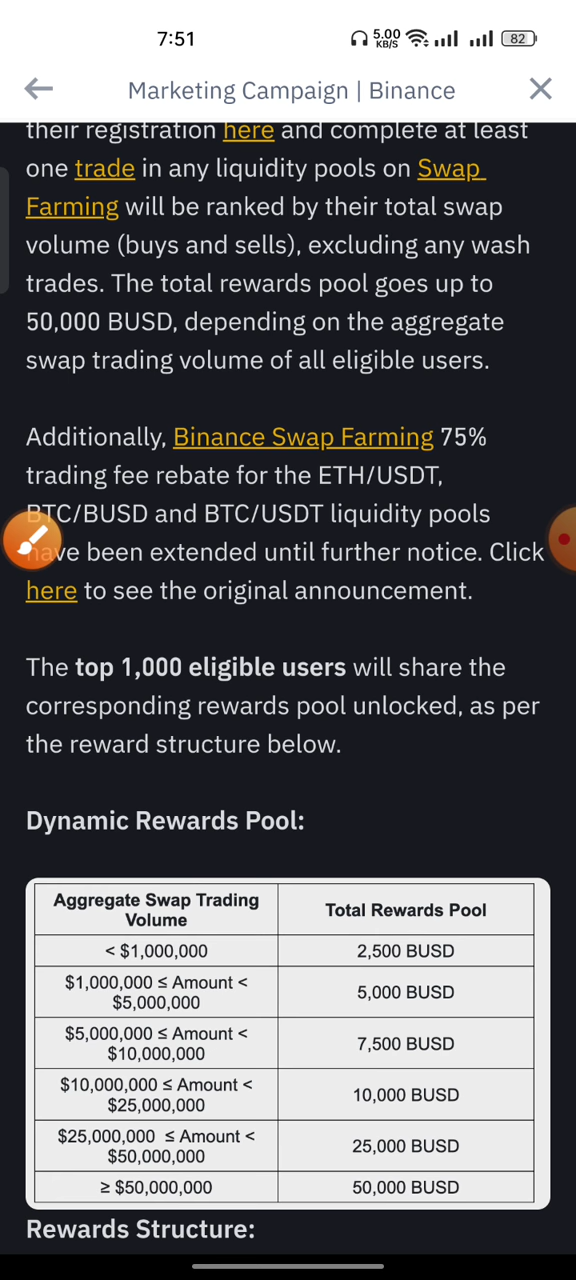 7:51
5.00
KB/S
82
Marketing Campaign | Binance
their registration here and complete at least
one trade in any liquidity pools on Swap
Farming will be ranked by their total swap
volume (buys and sells), excluding any wash
trades. The total rewards pool goes up to
50,000 BUSD, depending on the aggregate
swap trading volume of all eligible users.
Additionally, Binance Swap Farming 75%
trading fee rebate for the ETH/USDT,
BTC/BUSD and BTC/USDT liquidity pools
have been extended until further notice. Click
here to see the original announcement.
The top 1,000 eligible users will share the
corresponding rewards pool unlocked, as per
the reward structure below.
Dynamic Rewards Pool:
Aggregate Swap Trading
Volume
Total Rewards Pool
< $1,000,000
2,500 BUSD
$1,000,000 ≤ Amount <
$5,000,000
5,000 BUSD
$5,000,000 ≤ Amount <
$10,000,000
7,500 BUSD
$10,000,000 ≤ Amount <
$25,000,000
10,000 BUSD
$25,000,000 ≤ Amount <
$50,000,000
25,000 BUSD
≥ $50,000,000
50,000 BUSD
Rewards Structure: